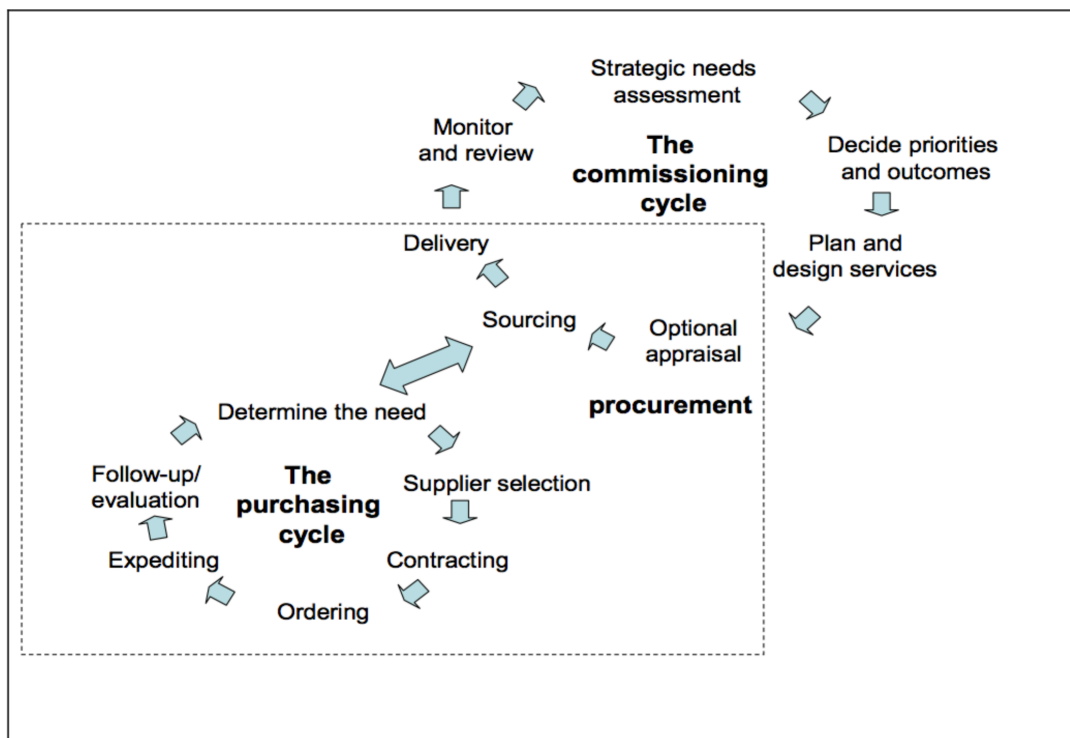 Strategic needs
assessment
Monitor
and review
The
commissioning
cycle
Decide priorities
and outcomes
Delivery
Plan and
design services
Sourcing
Optional
appraisal
procurement
Determine the need
Follow-up/
evaluation
The
purchasing
cycle
Supplier selection
Expediting
Contracting
Ordering